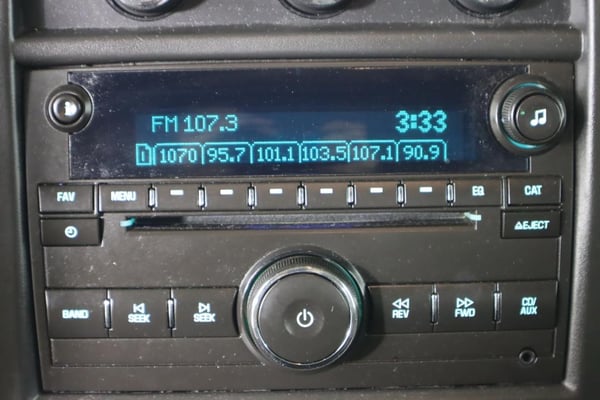 FM 107.3 3:33
1 1070 95.7 101.1 103.5 107.1 90.9
FAV MENU EQ CAT
EJECT
BAND SEEK SEEK REV FWD CD/
AUX